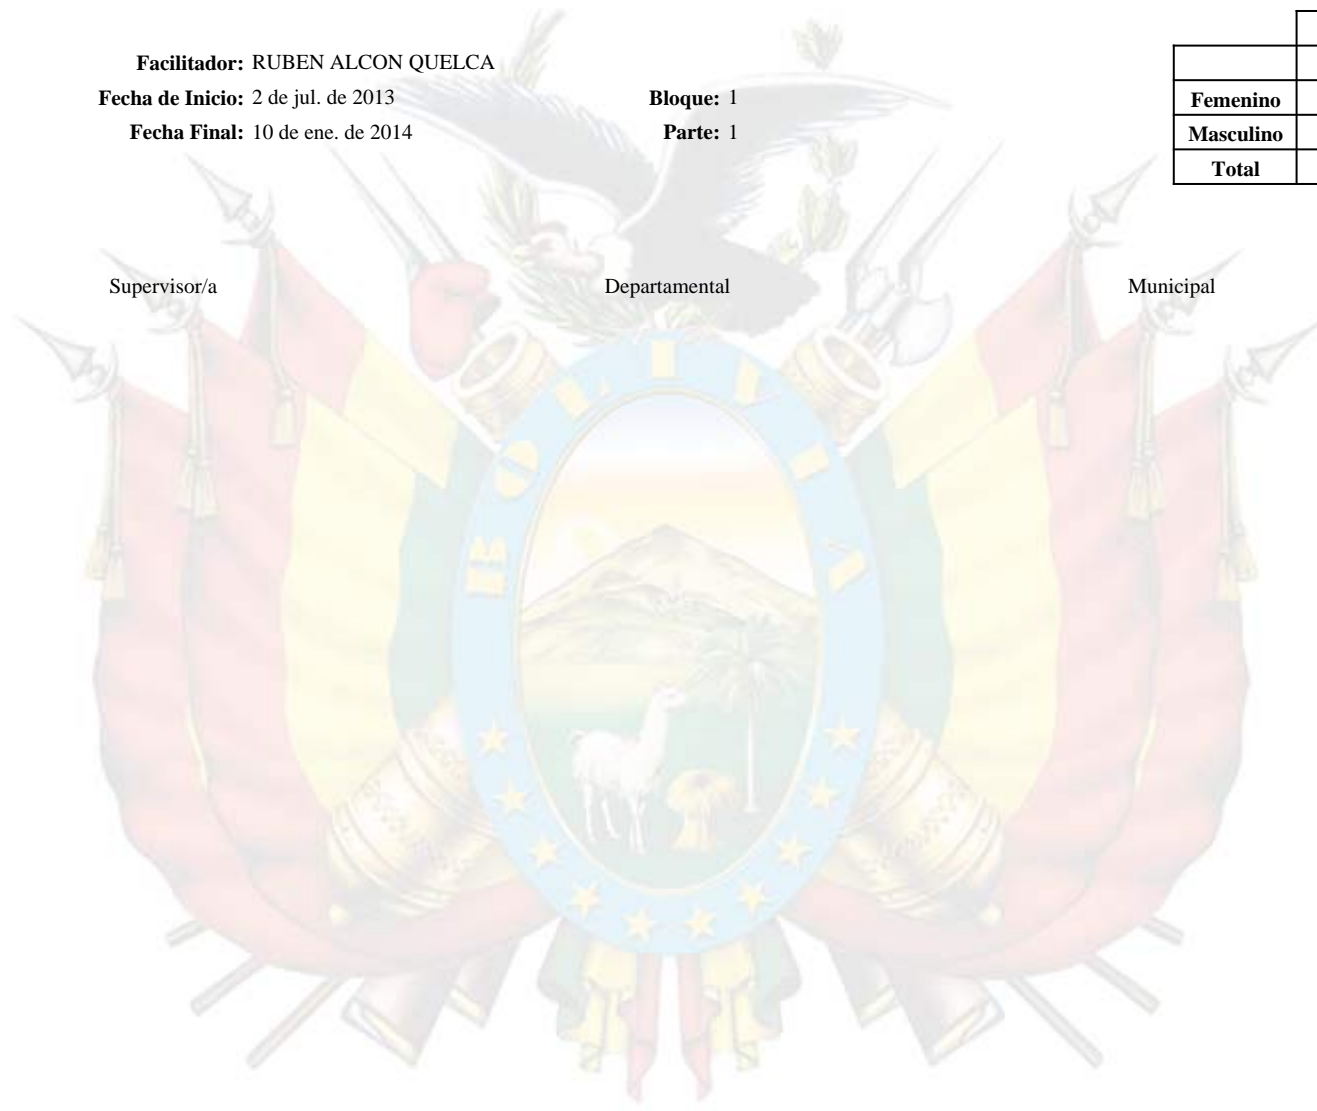 Facilitador: RUBEN ALCON QUELCA
Fecha de Inicio: 2 de jul. de 2013 Bloque: 1
Fecha Final: 10 de ene. de 2014 Parte: 1
Femenino
Masculino
Total
Supervisor/a Departamental Municipal
BOLIVIA